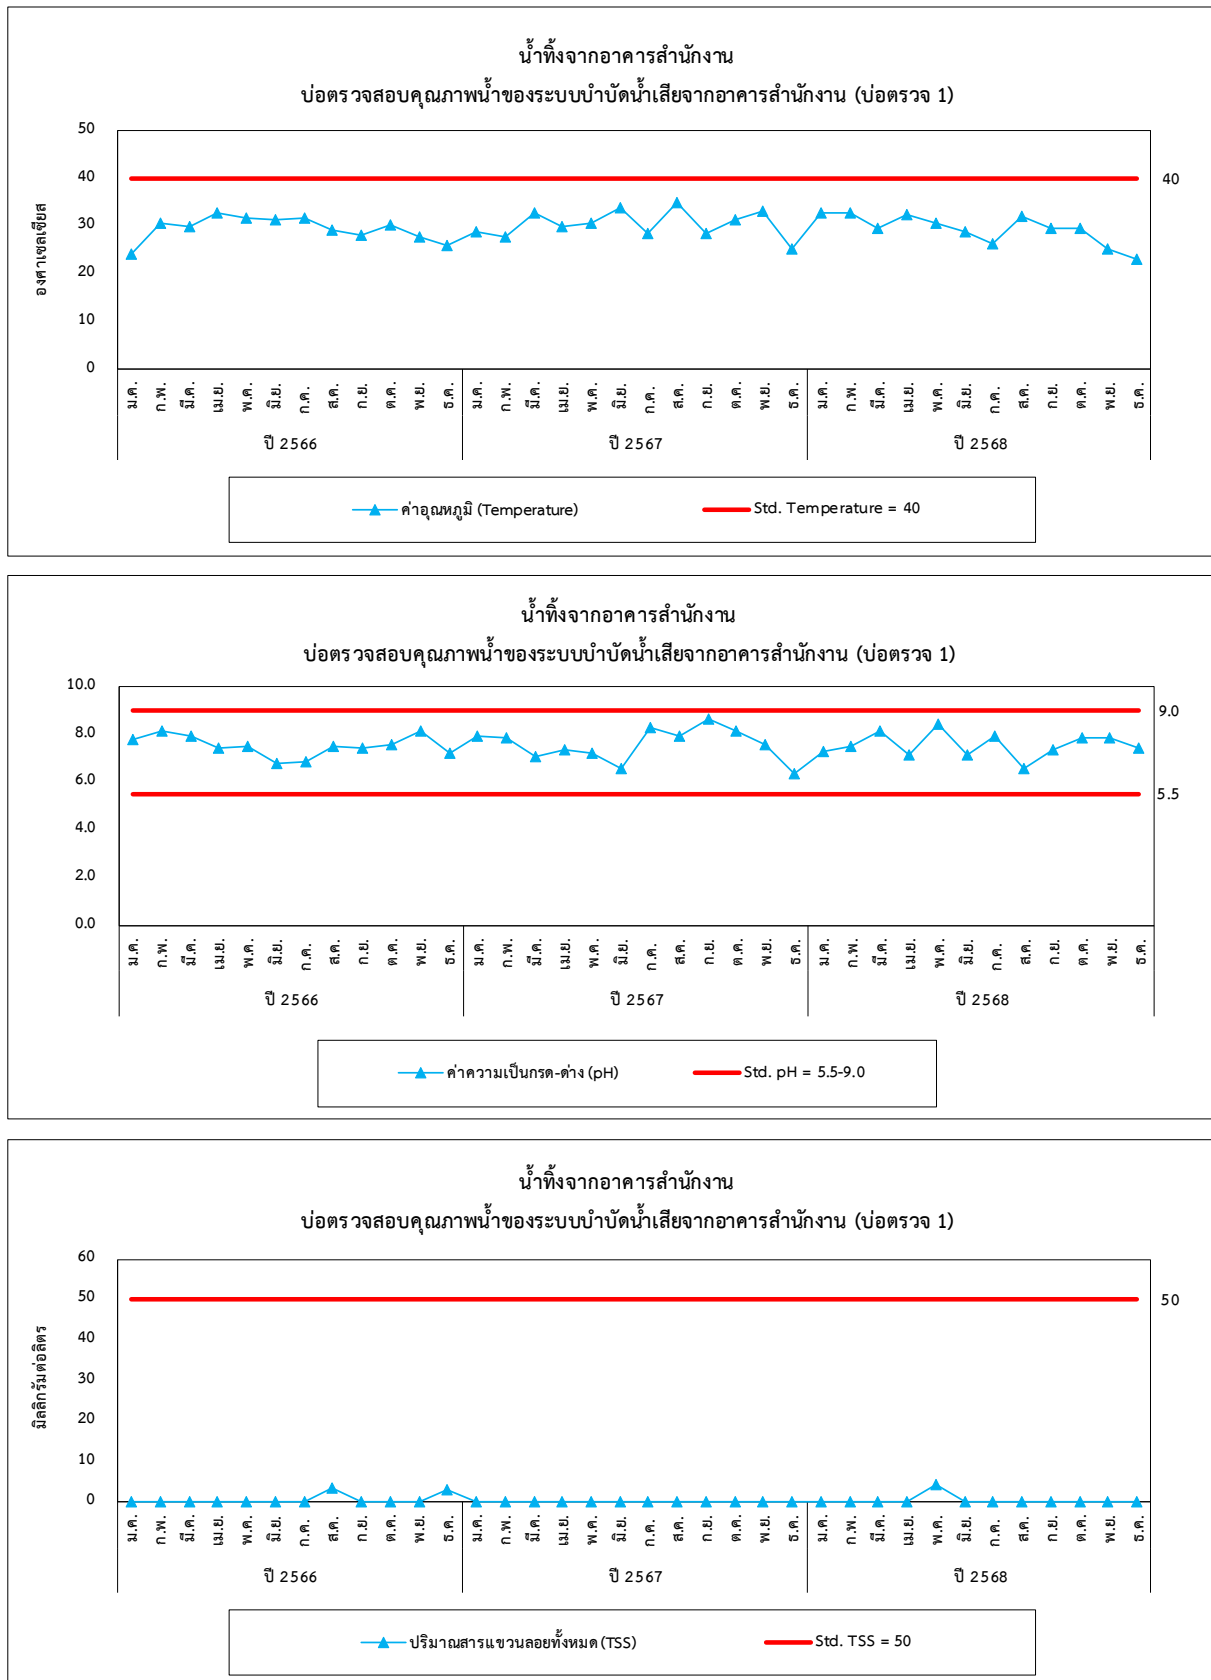 น้ำทิ้งจากอาคารสำนักงาน
บ่อตรวจสอบคุณภาพน้ำของระบบบำบัดน้ำเสียจากอาคารสำนักงาน (บ่อตรวจ 1)
องศาเซลเซียส
50
40
30
20
10
0
40
ม.ค. ก.พ. มี.ค. เม.ย. พ.ค. มิ.ย. ก.ค. ส.ค. ก.ย. ต.ค. พ.ย. ธ.ค. ม.ค. ก.พ. มี.ค. เม.ย. พ.ค. มิ.ย. ก.ค. ส.ค. ก.ย. ต.ค. พ.ย. ธ.ค. ม.ค. ก.พ. มี.ค. เม.ย. พ.ค. มิ.ย. ก.ค. ส.ค. ก.ย. ต.ค. พ.ย. ธ.ค.
ปี 2566 ปี 2567 ปี 2568
ค่าอุณหภูมิ (Temperature) Std. Temperature = 40
น้ำทิ้งจากอาคารสำนักงาน
บ่อตรวจสอบคุณภาพน้ำของระบบบำบัดน้ำเสียจากอาคารสำนักงาน (บ่อตรวจ 1)
10.0
8.0
6.0
4.0
2.0
0.0
9.0
5.5
ม.ค. ก.พ. มี.ค. เม.ย. พ.ค. มิ.ย. ก.ค. ส.ค. ก.ย. ต.ค. พ.ย. ธ.ค. ม.ค. ก.พ. มี.ค. เม.ย. พ.ค. มิ.ย. ก.ค. ส.ค. ก.ย. ต.ค. พ.ย. ธ.ค. ม.ค. ก.พ. มี.ค. เม.ย. พ.ค. มิ.ย. ก.ค. ส.ค. ก.ย. ต.ค. พ.ย. ธ.ค.
ปี 2566 ปี 2567 ปี 2568
ค่าความเป็นกรด-ด่าง (pH) Std. pH = 5.5-9.0
น้ำทิ้งจากอาคารสำนักงาน
บ่อตรวจสอบคุณภาพน้ำของระบบบำบัดน้ำเสียจากอาคารสำนักงาน (บ่อตรวจ 1)
มิลลิกรัมต่อลิตร
60
50
40
30
20
10
0
50
ม.ค. ก.พ. มี.ค. เม.ย. พ.ค. มิ.ย. ก.ค. ส.ค. ก.ย. ต.ค. พ.ย. ธ.ค. ม.ค. ก.พ. มี.ค. เม.ย. พ.ค. มิ.ย. ก.ค. ส.ค. ก.ย. ต.ค. พ.ย. ธ.ค. ม.ค. ก.พ. มี.ค. เม.ย. พ.ค. มิ.ย. ก.ค. ส.ค. ก.ย. ต.ค. พ.ย. ธ.ค.
ปี 2566 ปี 2567 ปี 2568
ปริมาณสารแขวนลอยทั้งหมด (TSS) Std. TSS = 50